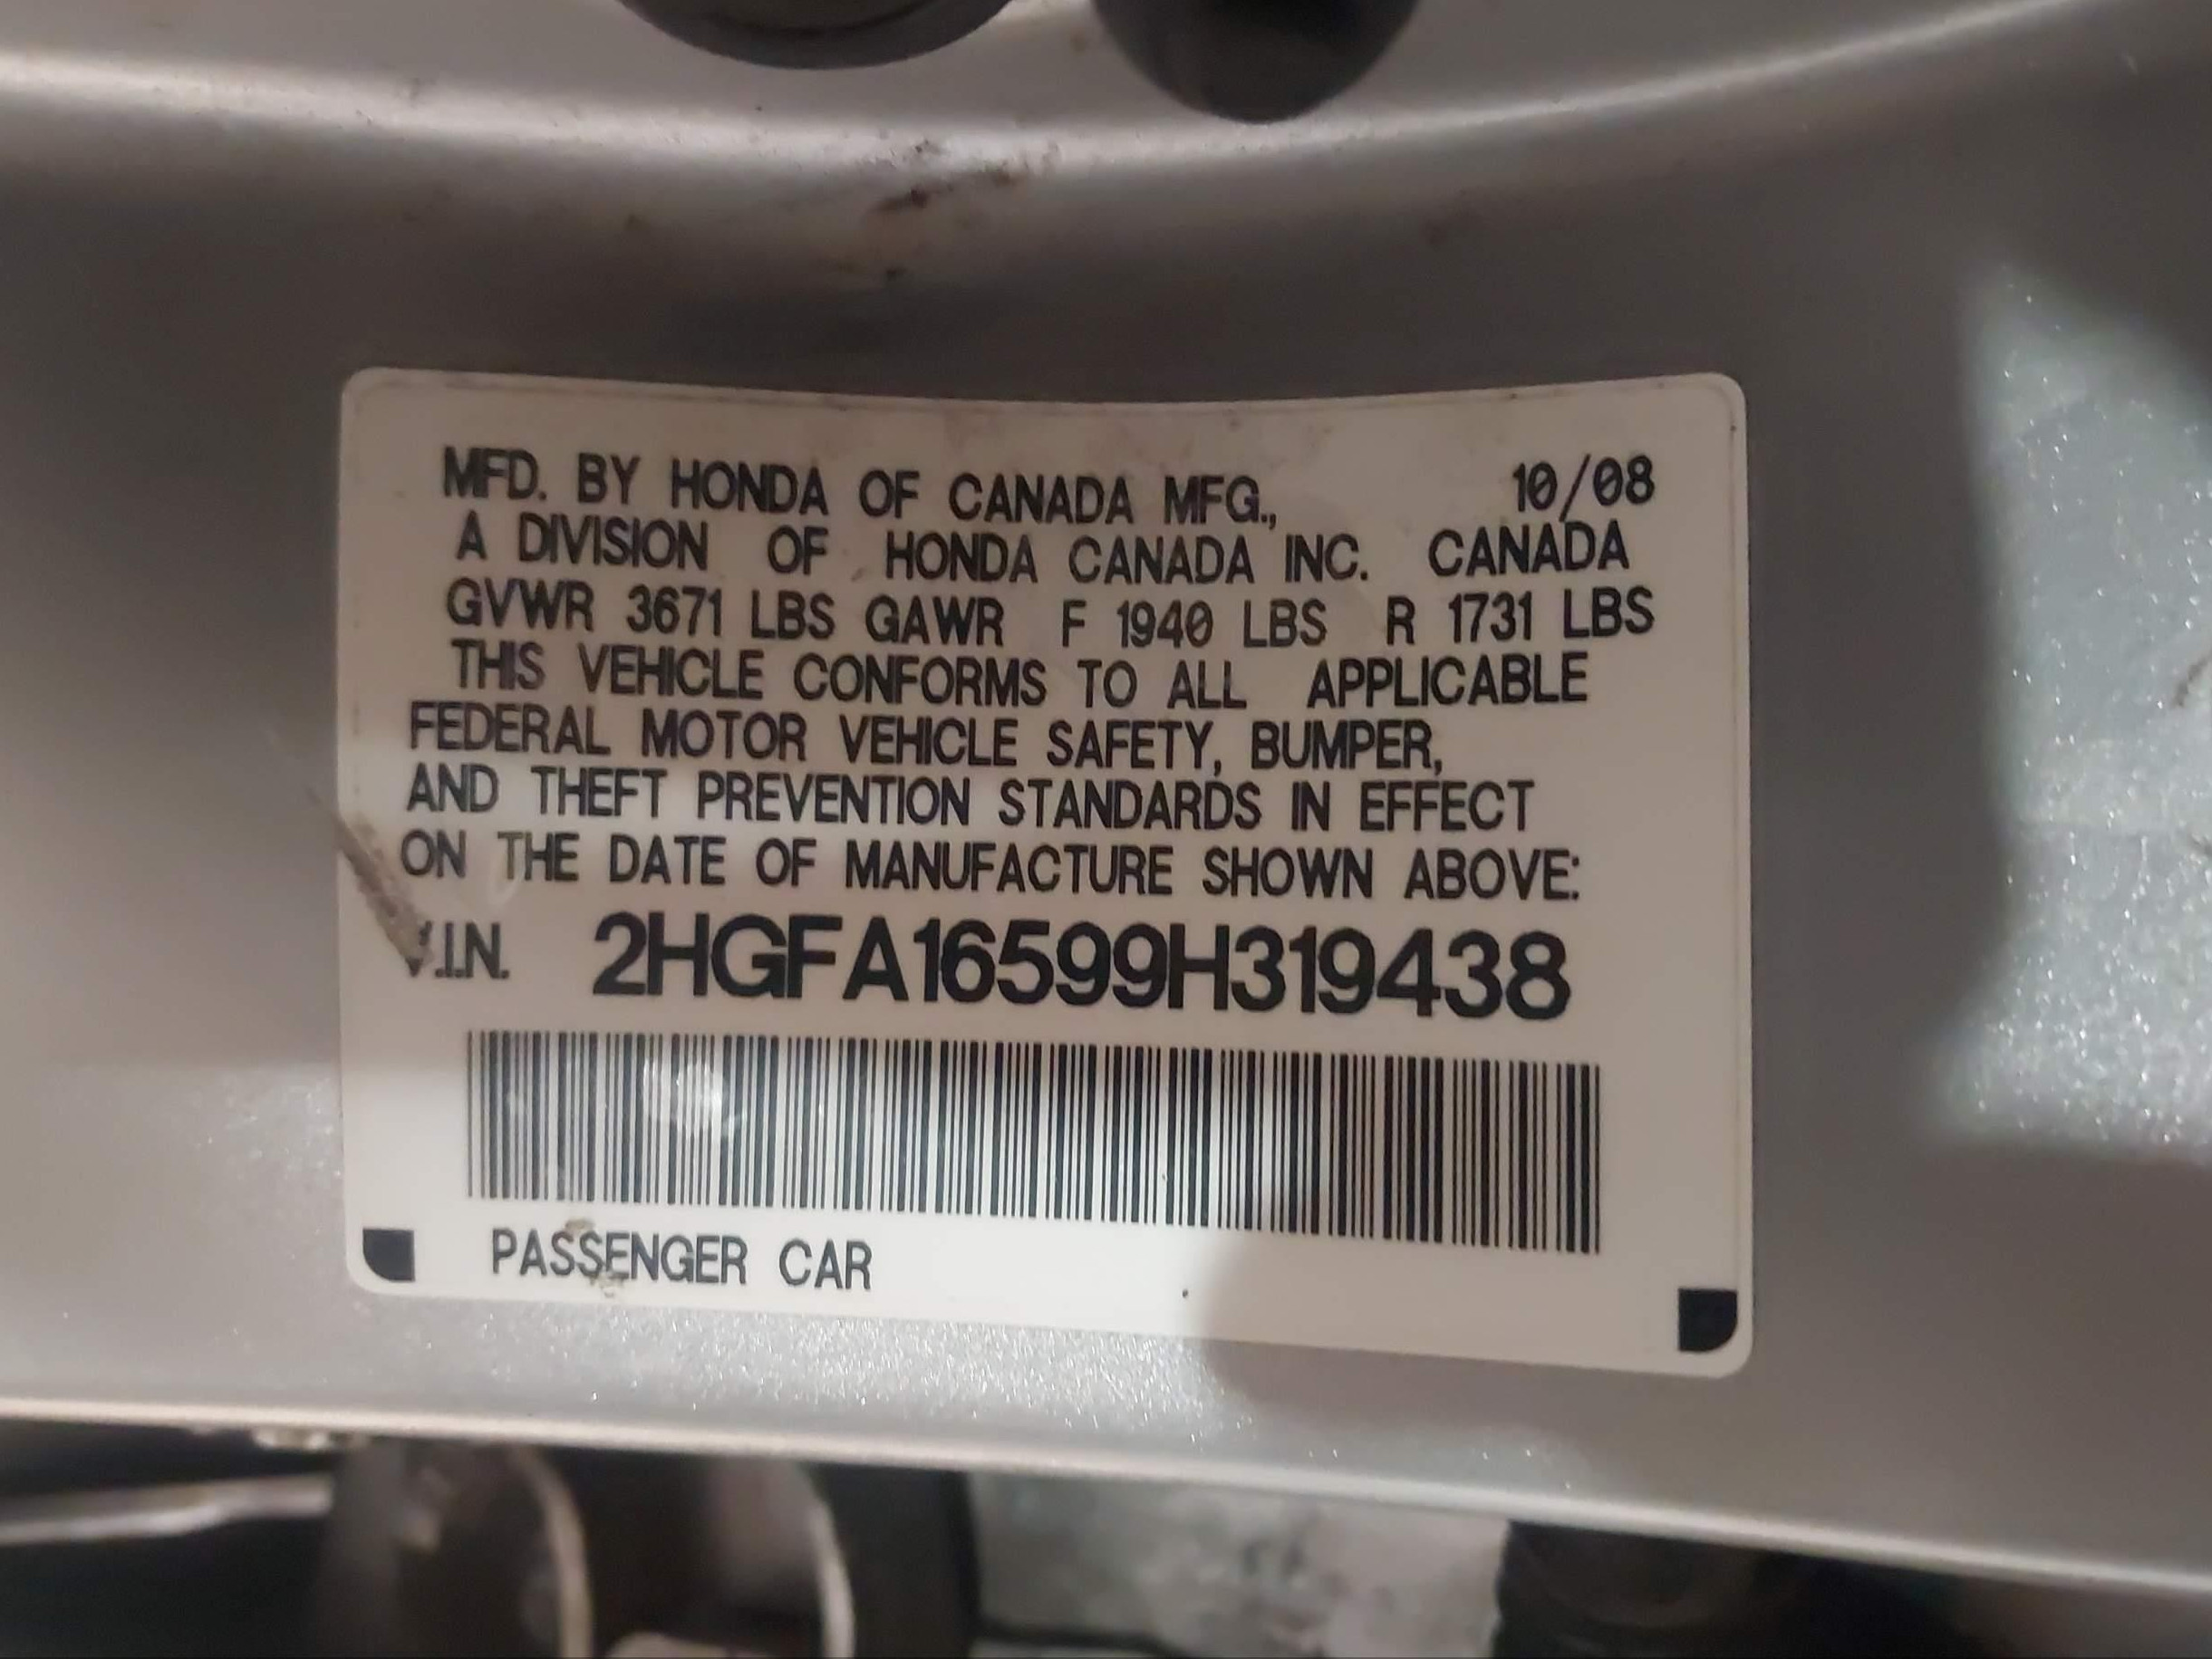 MFD. BY HONDA OF CANADA MFG., 10/08
A DIVISION OF HONDA CANADA INC. CANADA
GVWR 3671 LBS GAWR F 1940 LBS R 1731 LBS
THIS VEHICLE CONFORMS TO ALL APPLICABLE
FEDERAL MOTOR VEHICLE SAFETY, BUMPER,
AND THEFT PREVENTION STANDARDS IN EFFECT
ON THE DATE OF MANUFACTURE SHOWN ABOVE:
V.I.N. 2HGFA16599H319438
PASSENGER CAR